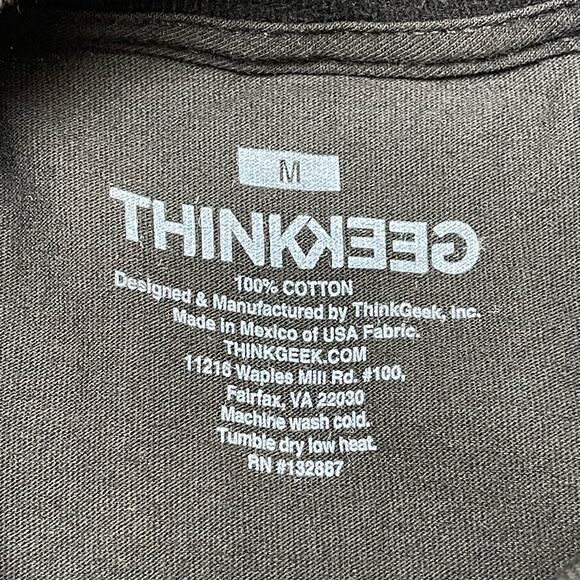 M
THINKGEEK
100% COTTON
Designed & Manufactured by ThinkGeek, Inc.
Made in Mexico of USA Fabric.
THINKGEEK.COM
11216 Waples Mill Rd. #100,
Fairfax, VA 22030
Machine wash cold.
Tumble dry low heat.
RN #132867